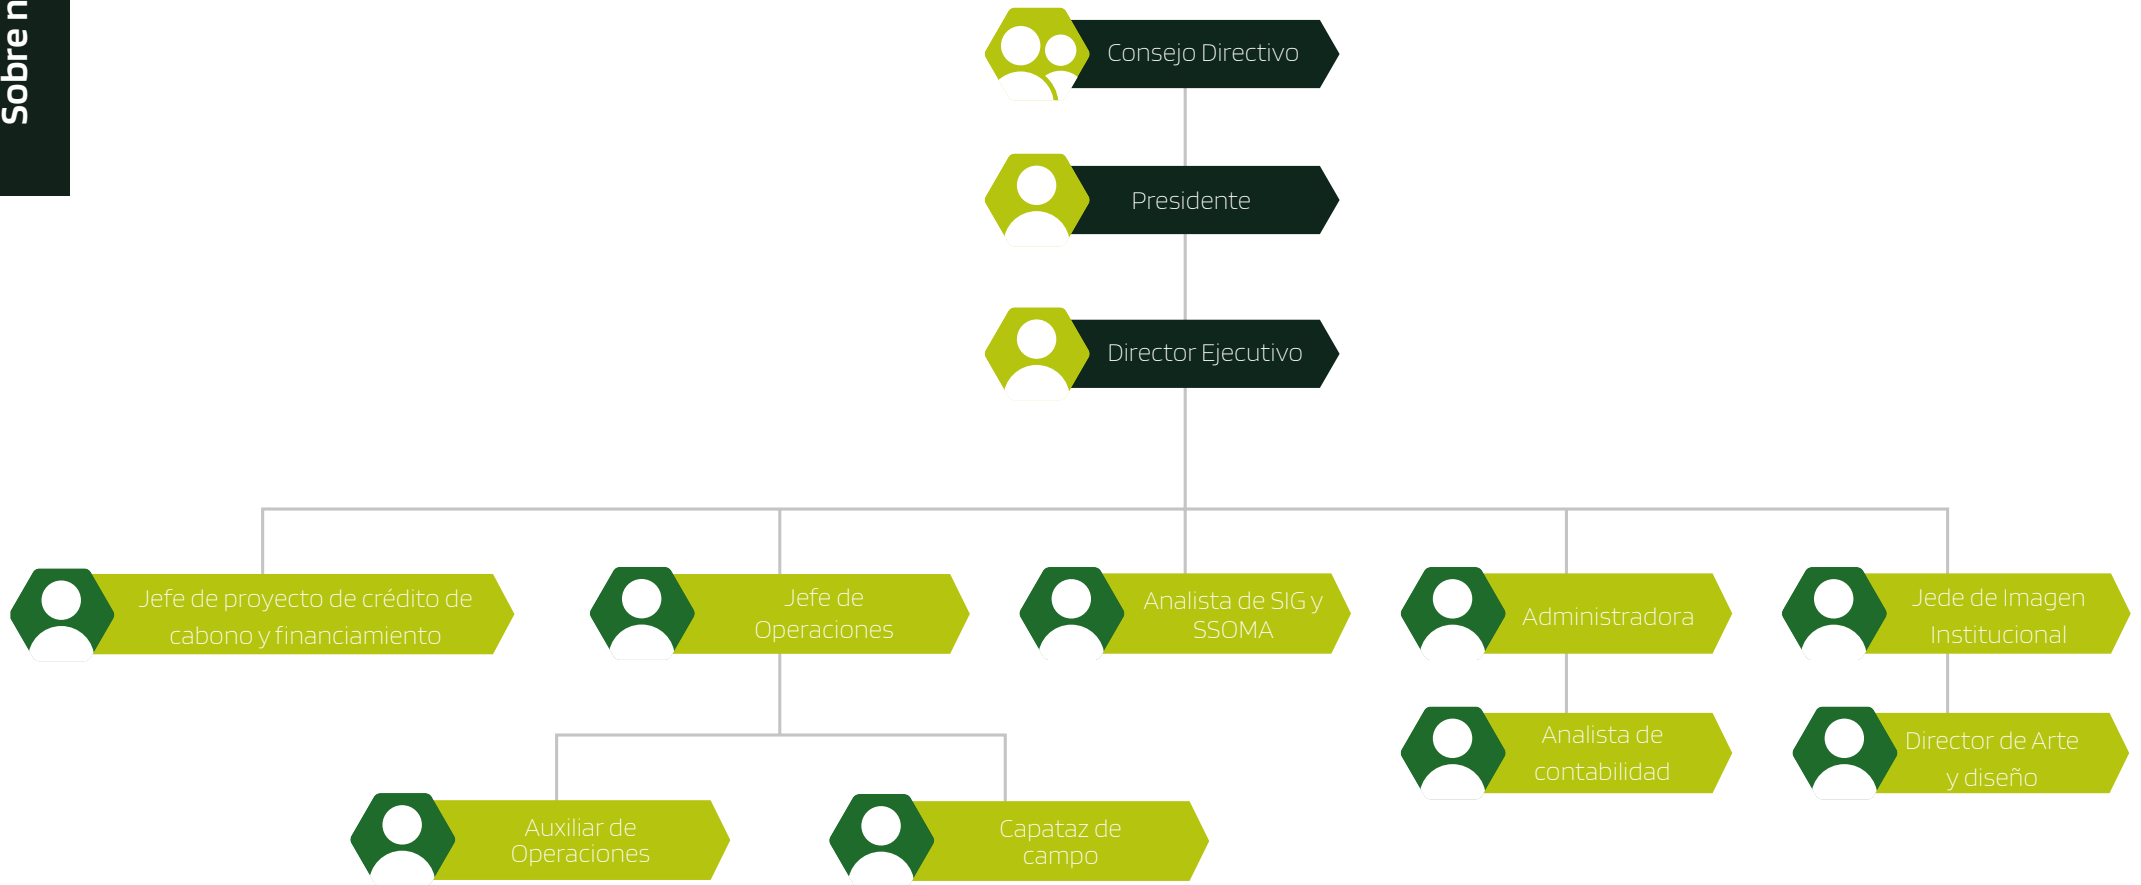 Sobre n
Consejo Directivo
Presidente
Director Ejecutivo
Jefe de proyecto de crédito de
cabono y financiamiento
Jefe de
Operaciones
Analista de SIG y
SSOMA
Administradora
Jede de Imagen
Institucional
Analista de
contabilidad
Director de Arte
y diseño
Auxiliar de
Operaciones
Capataz de
campo